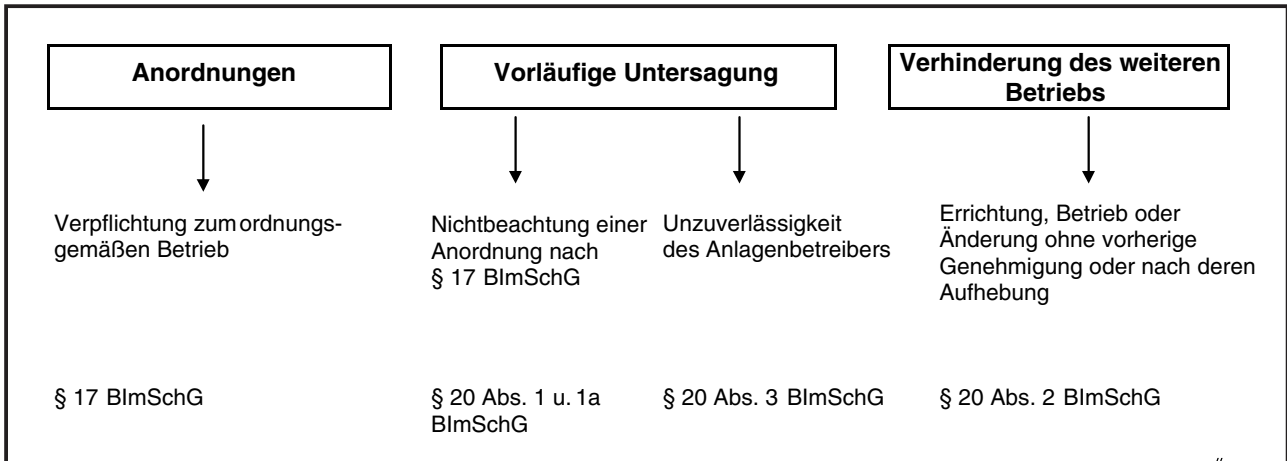 Anordnungen
Vorläufige Untersagung
Verhinderung des weiteren
Betriebs
Verpflichtung zum ordnungs-
gemäßen Betrieb
Nichtbeachtung einer
Anordnung nach
§ 17 BImSchG
Unzuverlässigkeit
des Anlagenbetreibers
Errichtung, Betrieb oder
Änderung ohne vorherige
Genehmigung oder nach deren
Aufhebung
§ 17 BImSchG
§ 20 Abs. 1 u. 1a
BImSchG
§ 20 Abs. 3 BImSchG
§ 20 Abs. 2 BImSchG